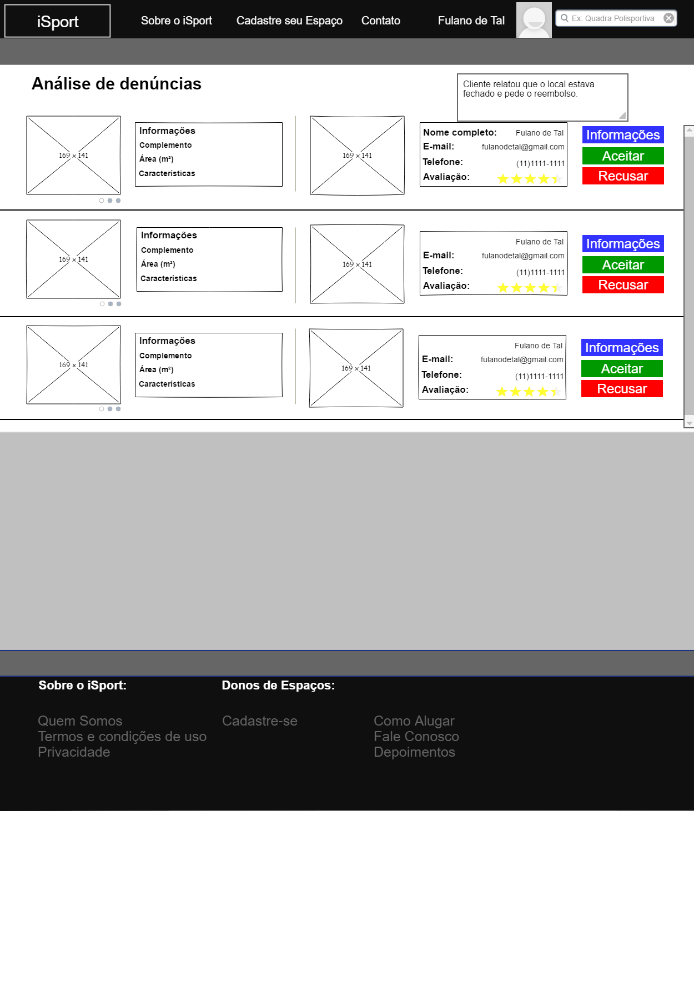 iSport
Sobre o iSport
Cadastre seu Espaço
Contato
Fulano de Tal
Ex: Quadra Polisportiva
Análise de denúncias
Cliente relatou que o local estava
fechado e pede o reembolso.
169 x 141
Informações
Complemento
Área (m²)
Características
169 x 141
Nome completo: Fulano de Tal
E-mail: fulanodetal@gmail.com
Telefone: (11)1111-1111
Avaliação:
Informações
Aceitar
Recusar
169 x 141
Informações
Complemento
Área (m²)
Características
169 x 141
Fulano de Tal
E-mail: fulanodetal@gmail.com
Telefone: (11)1111-1111
Avaliação:
Informações
Aceitar
Recusar
169 x 141
Informações
Complemento
Área (m²)
Características
169 x 141
Fulano de Tal
E-mail: fulanodetal@gmail.com
Telefone: (11)1111-1111
Avaliação:
Informações
Aceitar
Recusar
Sobre o iSport:
Quem Somos
Termos e condições de uso
Privacidade
Donos de Espaços:
Cadastre-se
Como Alugar
Fale Conosco
Depoimentos